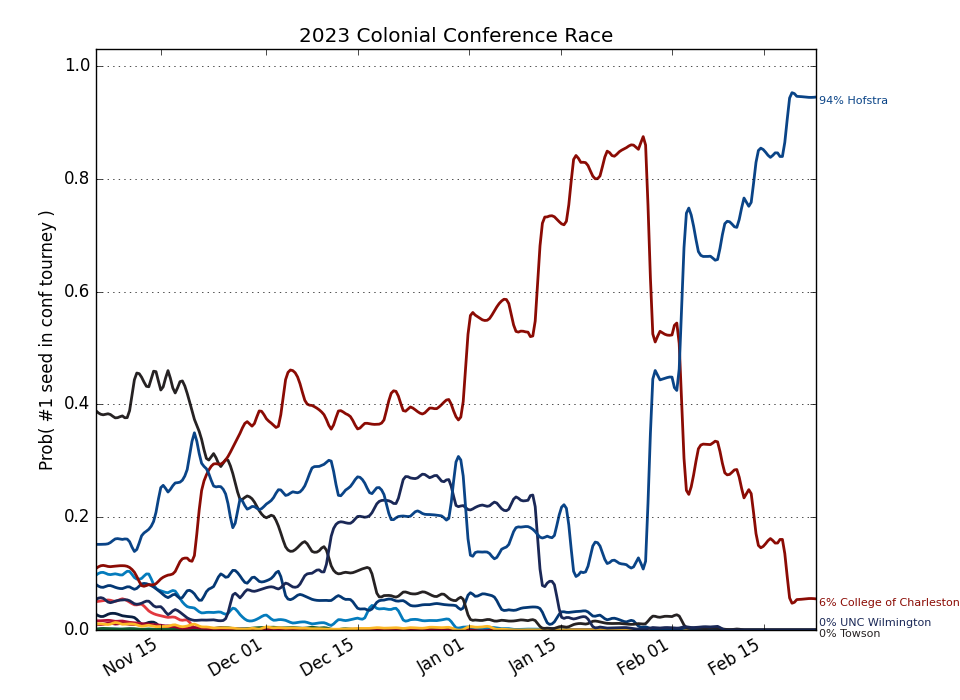 2023 Colonial Conference Race
Prob( #1 seed in conf tourney )
1.0
0.8
0.6
0.4
0.2
0.0
Nov 15
Dec 01
Dec 15
Jan 01
Jan 15
Feb 01
Feb 15
94% Hofstra
6% College of Charleston
0% UNC Wilmington
0% Towson